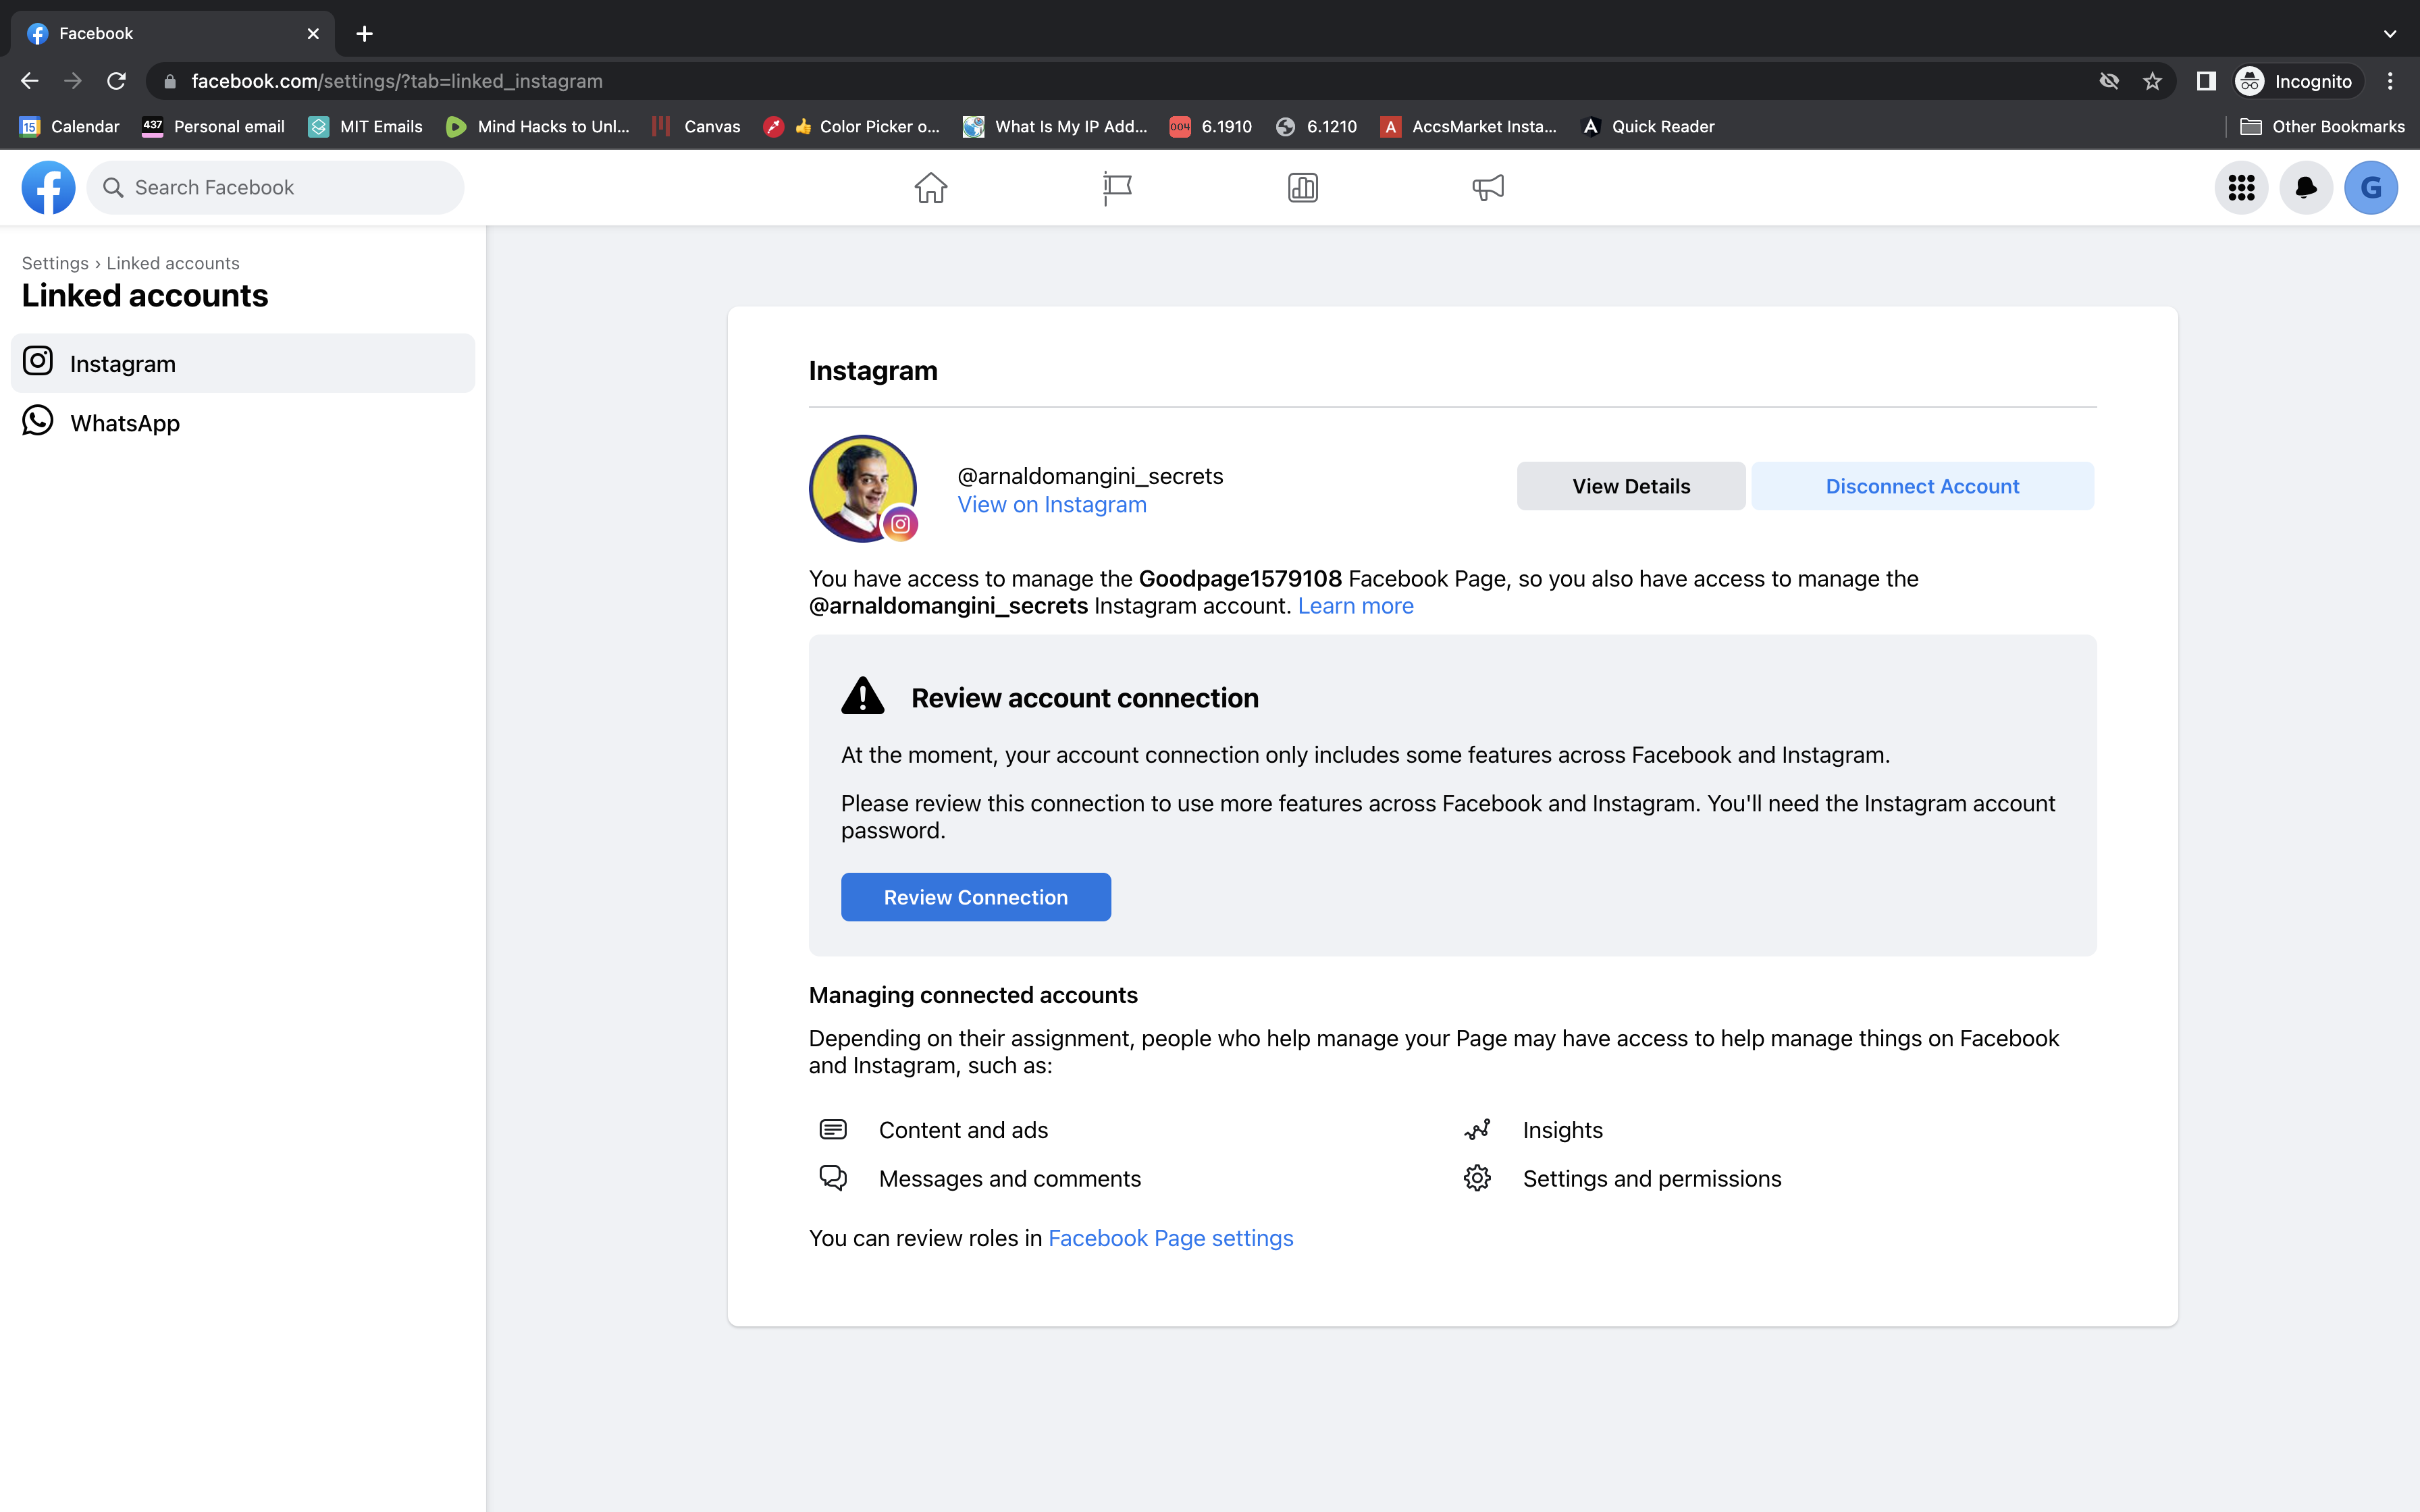 Facebook
facebook.com/settings/?tab=linked_instagram
Incognito
15 Calendar
437 Personal email
MIT Emails
Mind Hacks to Unl...
Canvas
👍 Color Picker o...
What Is My IP Add...
004 6.1910
6.1210
A AccsMarket Insta...
Quick Reader
Other Bookmarks
Search Facebook
G
Settings › Linked accounts
Linked accounts
Instagram
WhatsApp
Instagram
@arnaldomangini_secrets
View on Instagram
View Details
Disconnect Account
You have access to manage the Goodpage1579108 Facebook Page, so you also have access to manage the
@arnaldomangini_secrets Instagram account. Learn more
Review account connection
At the moment, your account connection only includes some features across Facebook and Instagram.
Please review this connection to use more features across Facebook and Instagram. You'll need the Instagram account
password.
Review Connection
Managing connected accounts
Depending on their assignment, people who help manage your Page may have access to help manage things on Facebook
and Instagram, such as:
Content and ads
Insights
Messages and comments
Settings and permissions
You can review roles in Facebook Page settings